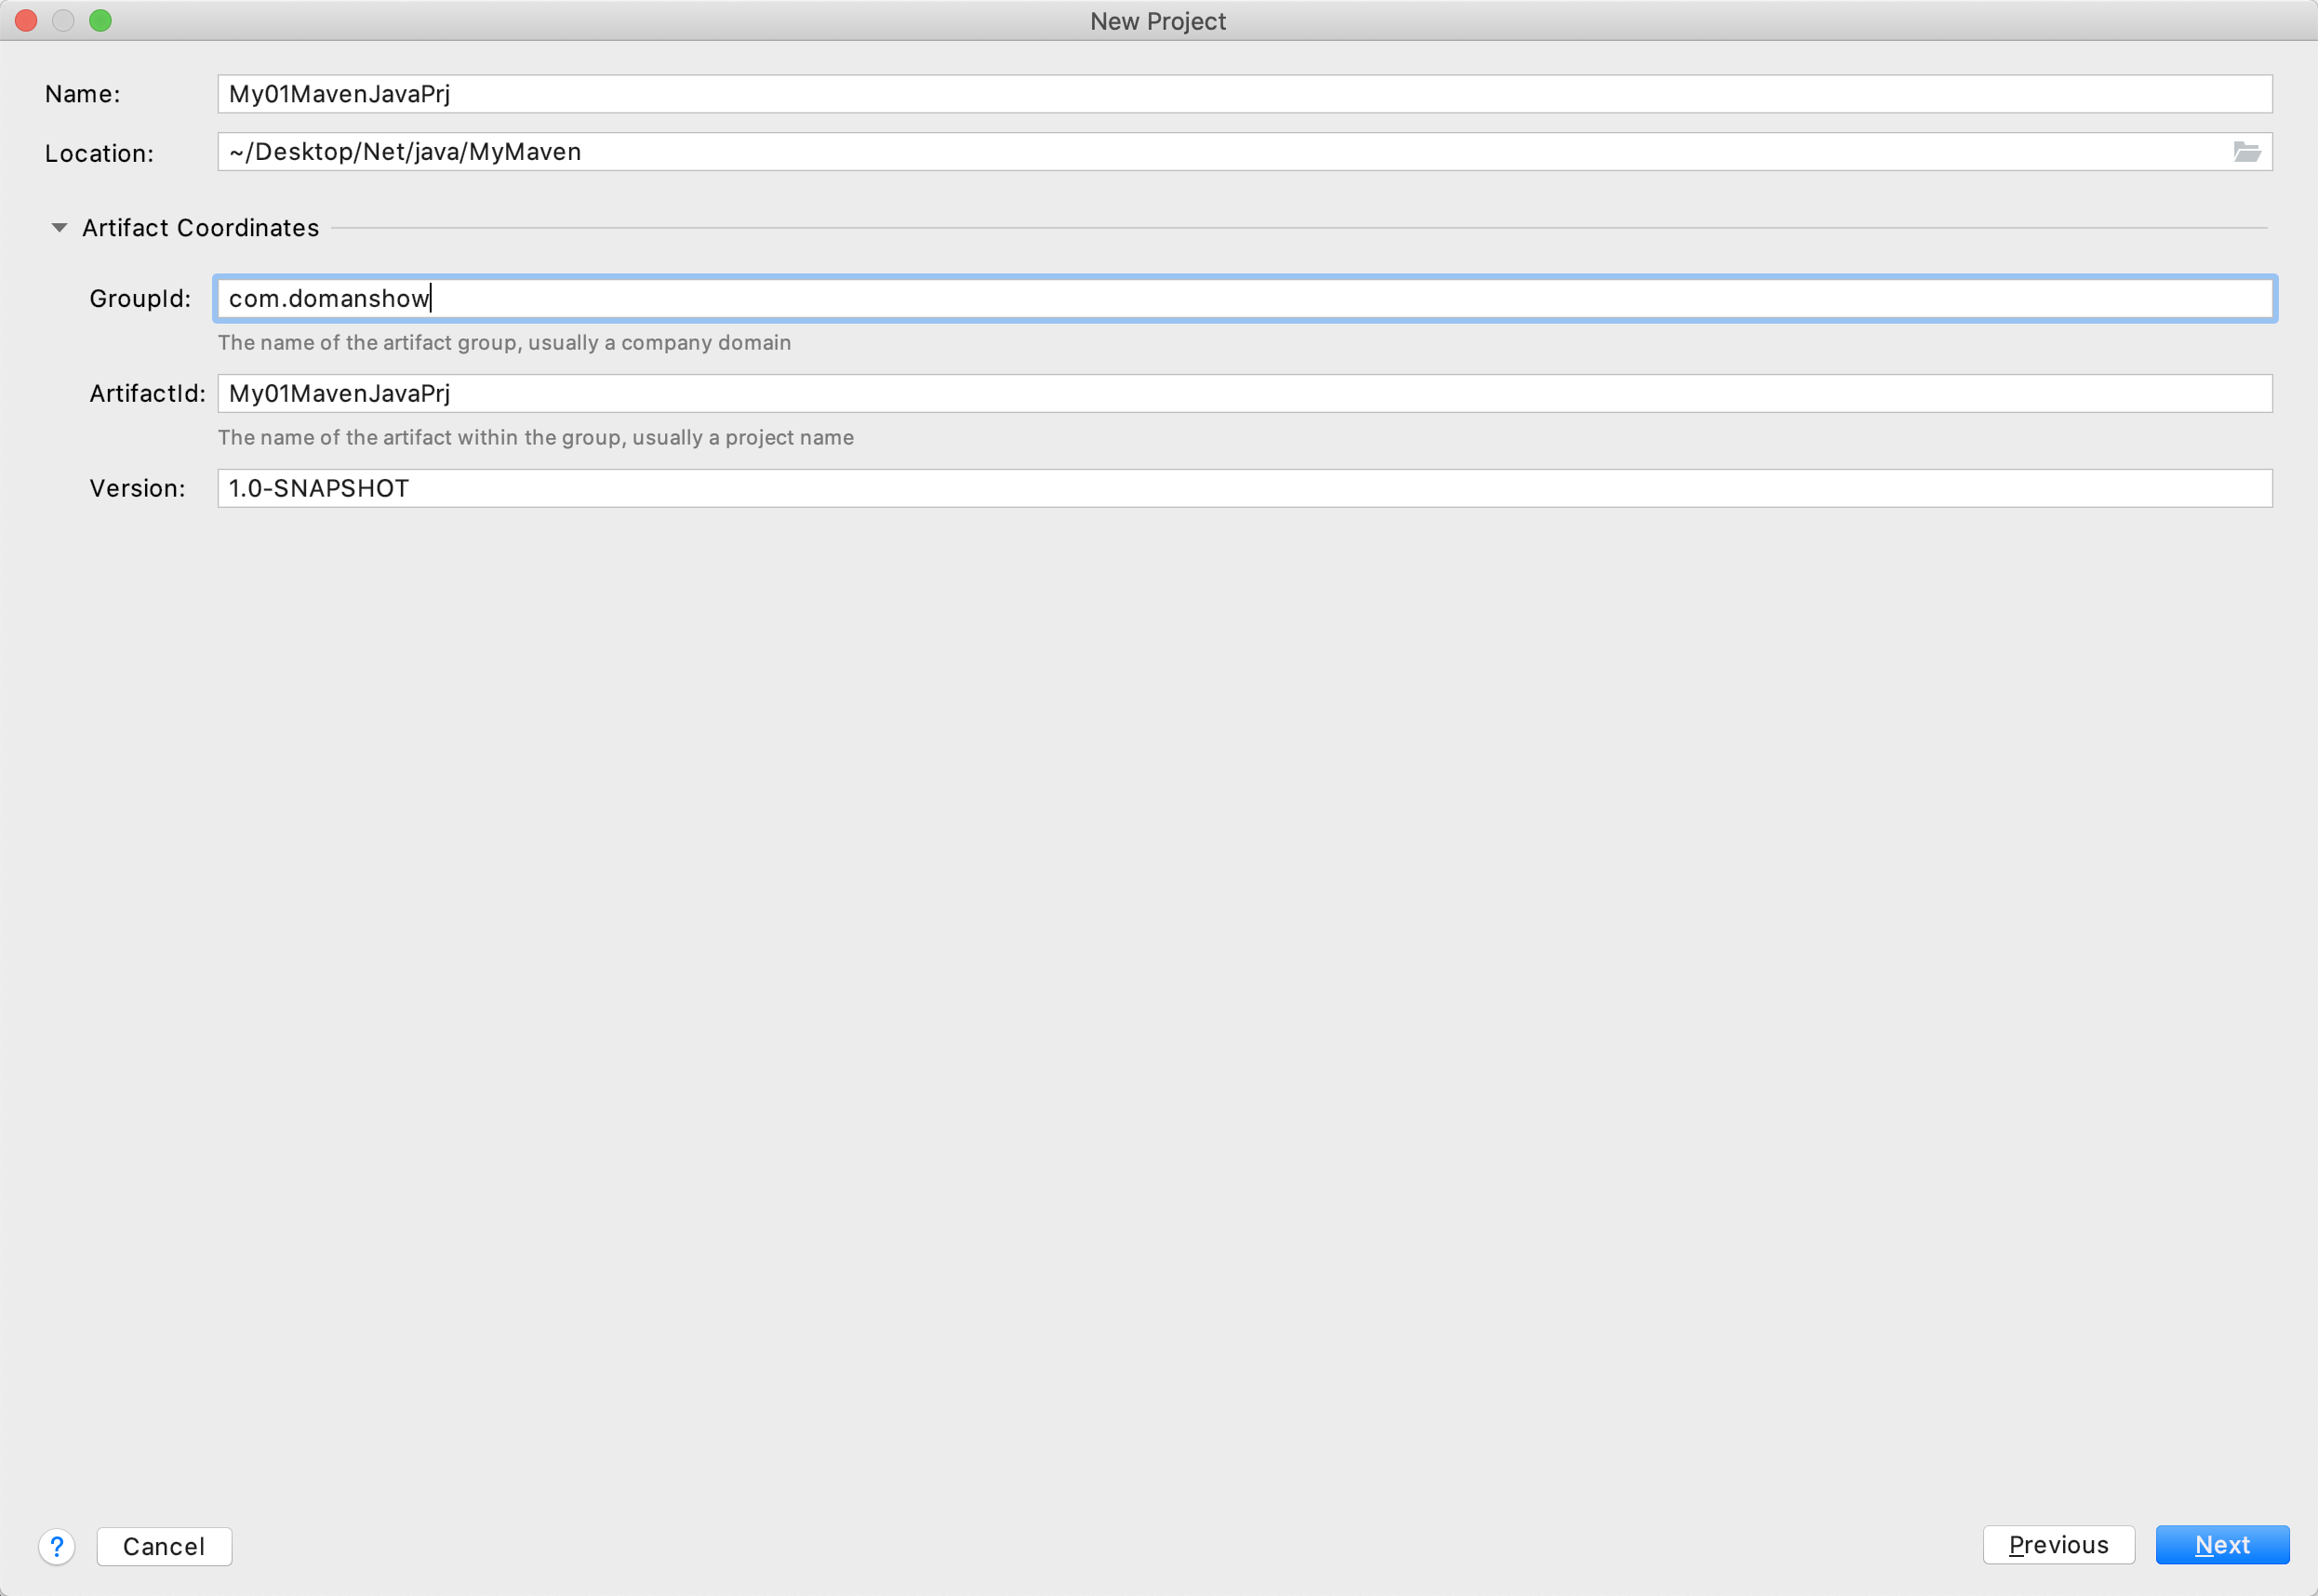 New Project
Name: My01MavenJavaPrj
Location: ~/Desktop/Net/java/MyMaven
Artifact Coordinates
GroupId: com.domanshow
The name of the artifact group, usually a company domain
ArtifactId: My01MavenJavaPrj
The name of the artifact within the group, usually a project name
Version: 1.0-SNAPSHOT
? Cancel Previous Next